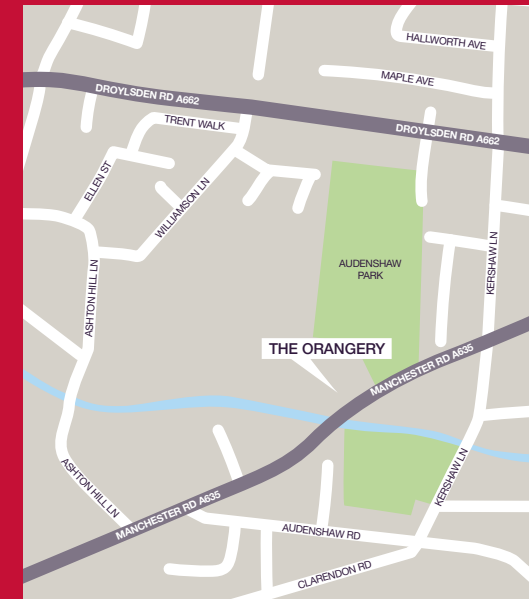 HALLWORTH AVE
MAPLE AVE
DROYLSDEN RD A662
TRENT WALK
DROYLSDEN RD A662
ELLEN ST
WILLIAMSON LN
AUDENSHAW
PARK
KERSHAW LN
ASHTON HILL LN
THE ORANGERY
MANCHESTER RD A635
ASHTON HILL LN
KERSHAW LN
MANCHESTER RD A635
AUDENSHAW RD
CLARENDON RD